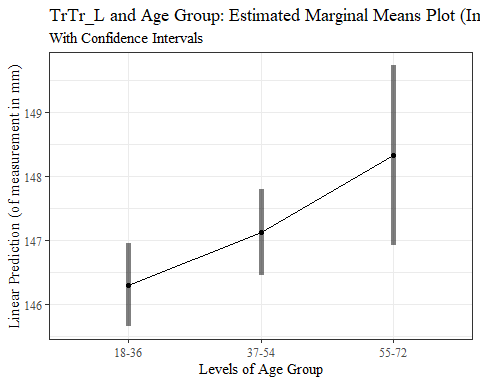 TrTr_L and Age Group: Estimated Marginal Means Plot (In
With Confidence Intervals
Linear Prediction (of measurement in mm)
149
148
147
146
18-36 37-54 55-72
Levels of Age Group